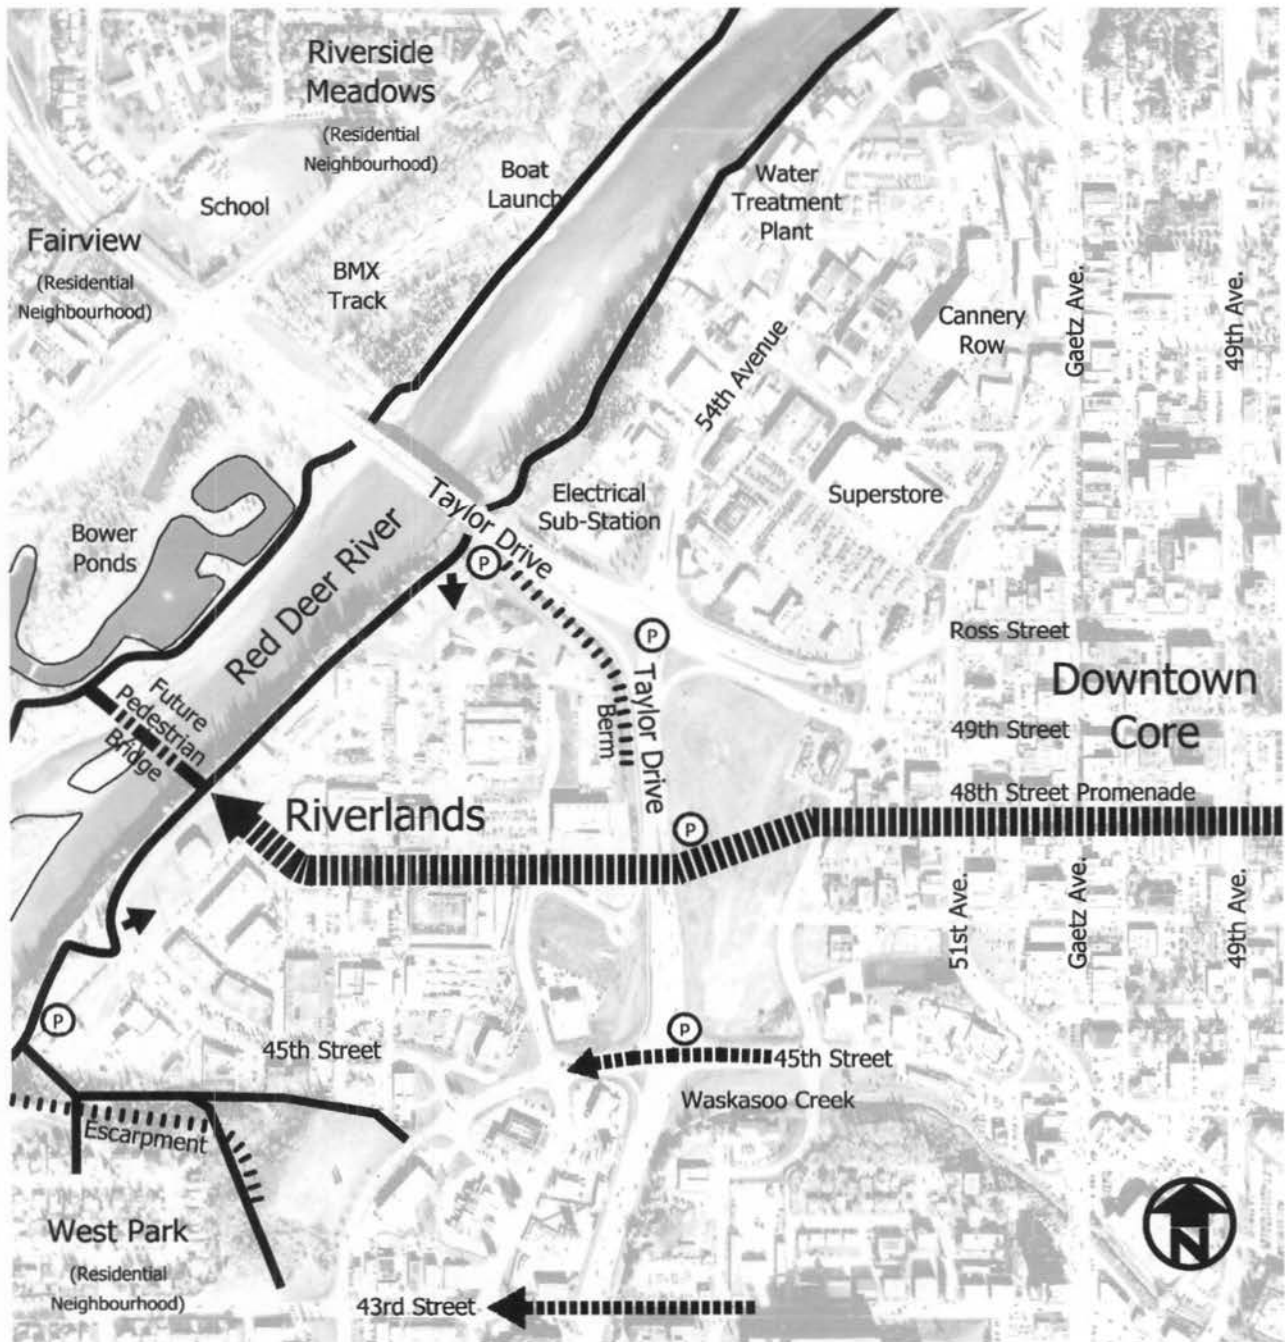 Riverside
Meadows
(Residential
Neighbourhood)
Boat
Launch
Water
Treatment
Plant
School
Fairview
(Residential
Neighbourhood)
BMX
Track
Cannery
Row
Gaetz Ave.
49th Ave.
54th Avenue
Superstore
Electrical
Sub-Station
Taylor Drive
Bower
Ponds
Red Deer River
P
P
Ross Street
Downtown
Core
49th Street
Taylor Drive
Berm
Future
Pedestrian
Bridge
48th Street Promenade
Riverlands
P
51st Ave.
Gaetz Ave.
49th Ave.
P
P
45th Street
45th Street
Waskasoo Creek
Escarpment
West Park
(Residential
Neighbourhood)
43rd Street
N